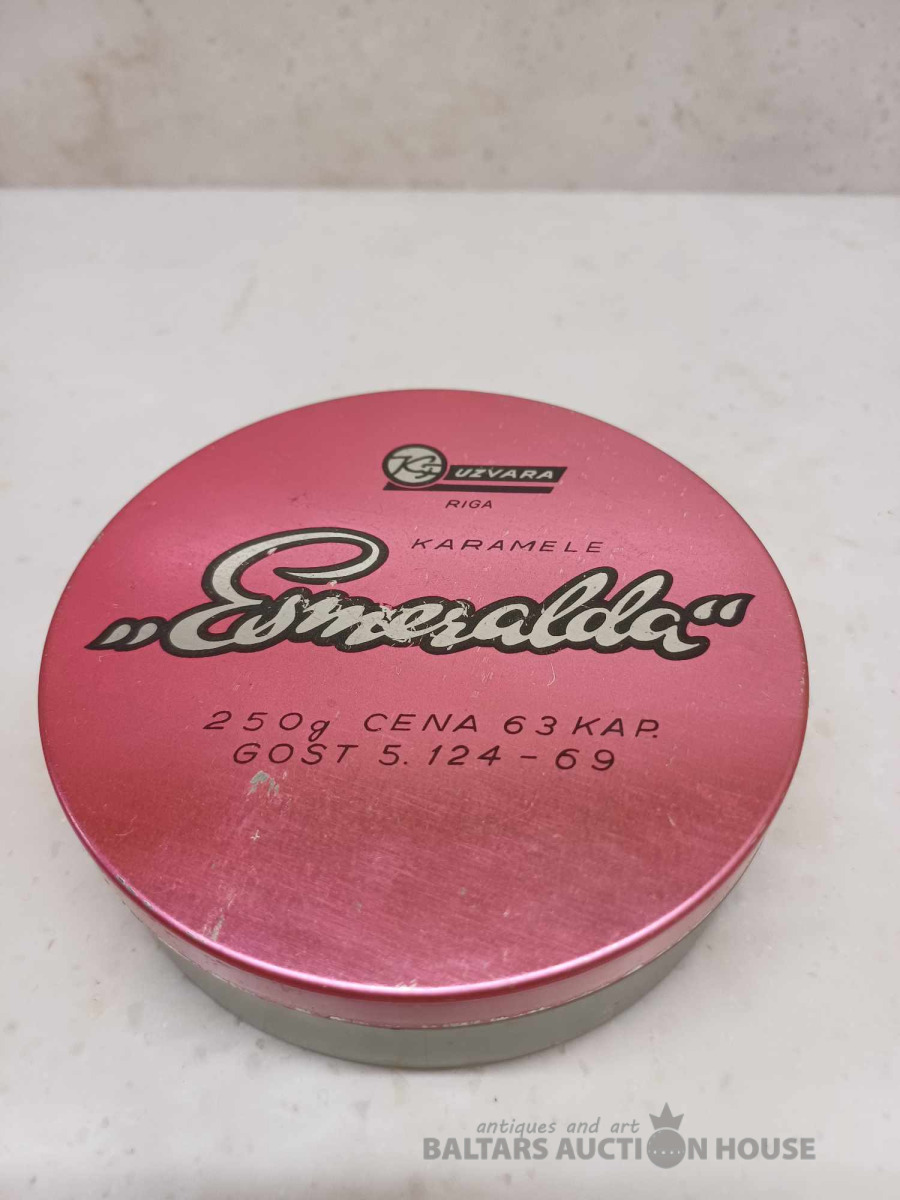 UZVARA
RIGA
KARAMELE
„Esmeralda“
250g CENA 63 KAP.
GOST 5.124-69
antiques and art
BALTARS AUCTION HOUSE